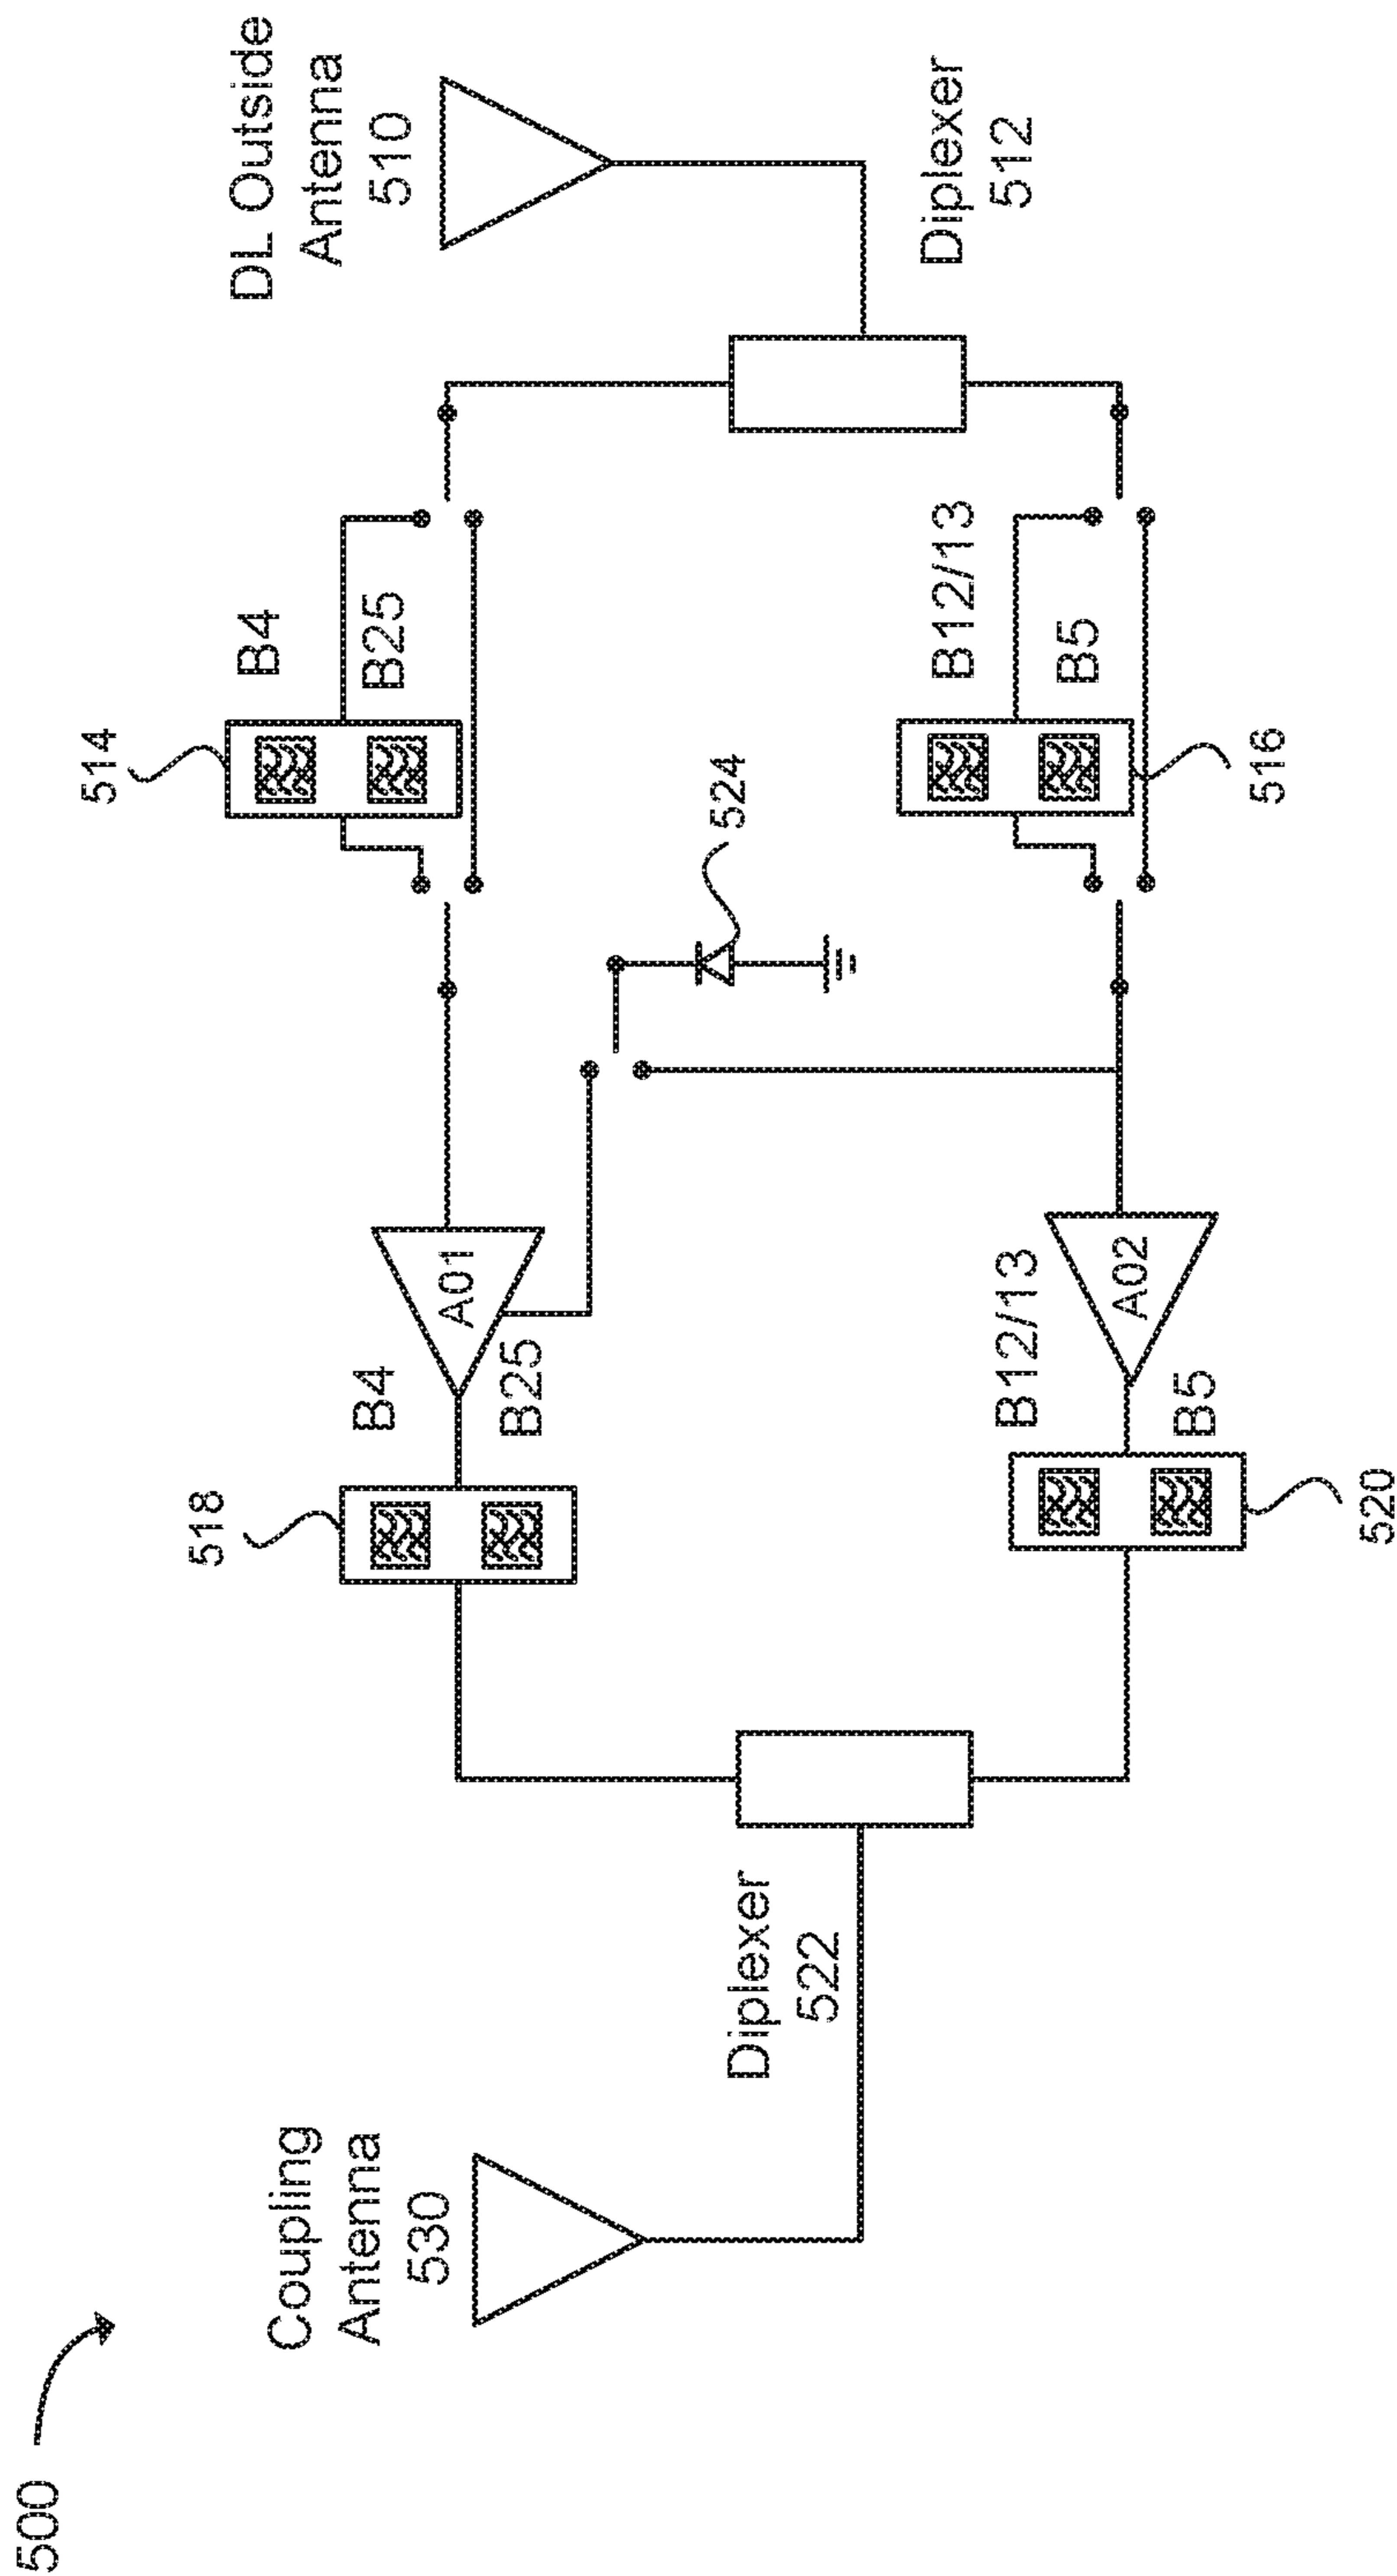 500
Coupling
Antenna
530
Diplexer
522
518
B4
B25
A01
B12/13
B5
A02
520
524
514
B4
B25
B12/13
B5
516
DL Outside
Antenna
510
Diplexer
512